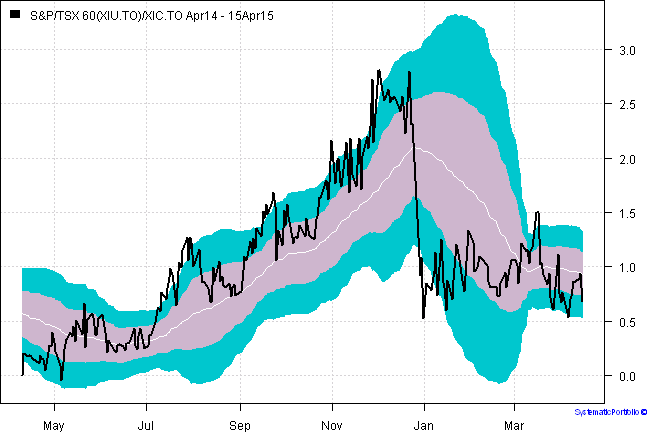 S&P/TSX 60(XIU.TO)/XIC.TO Apr14 - 15Apr15
3.0
2.5
2.0
1.5
1.0
0.5
0.0
May Jul Sep Nov Jan Mar
SystematicPortfolio ©